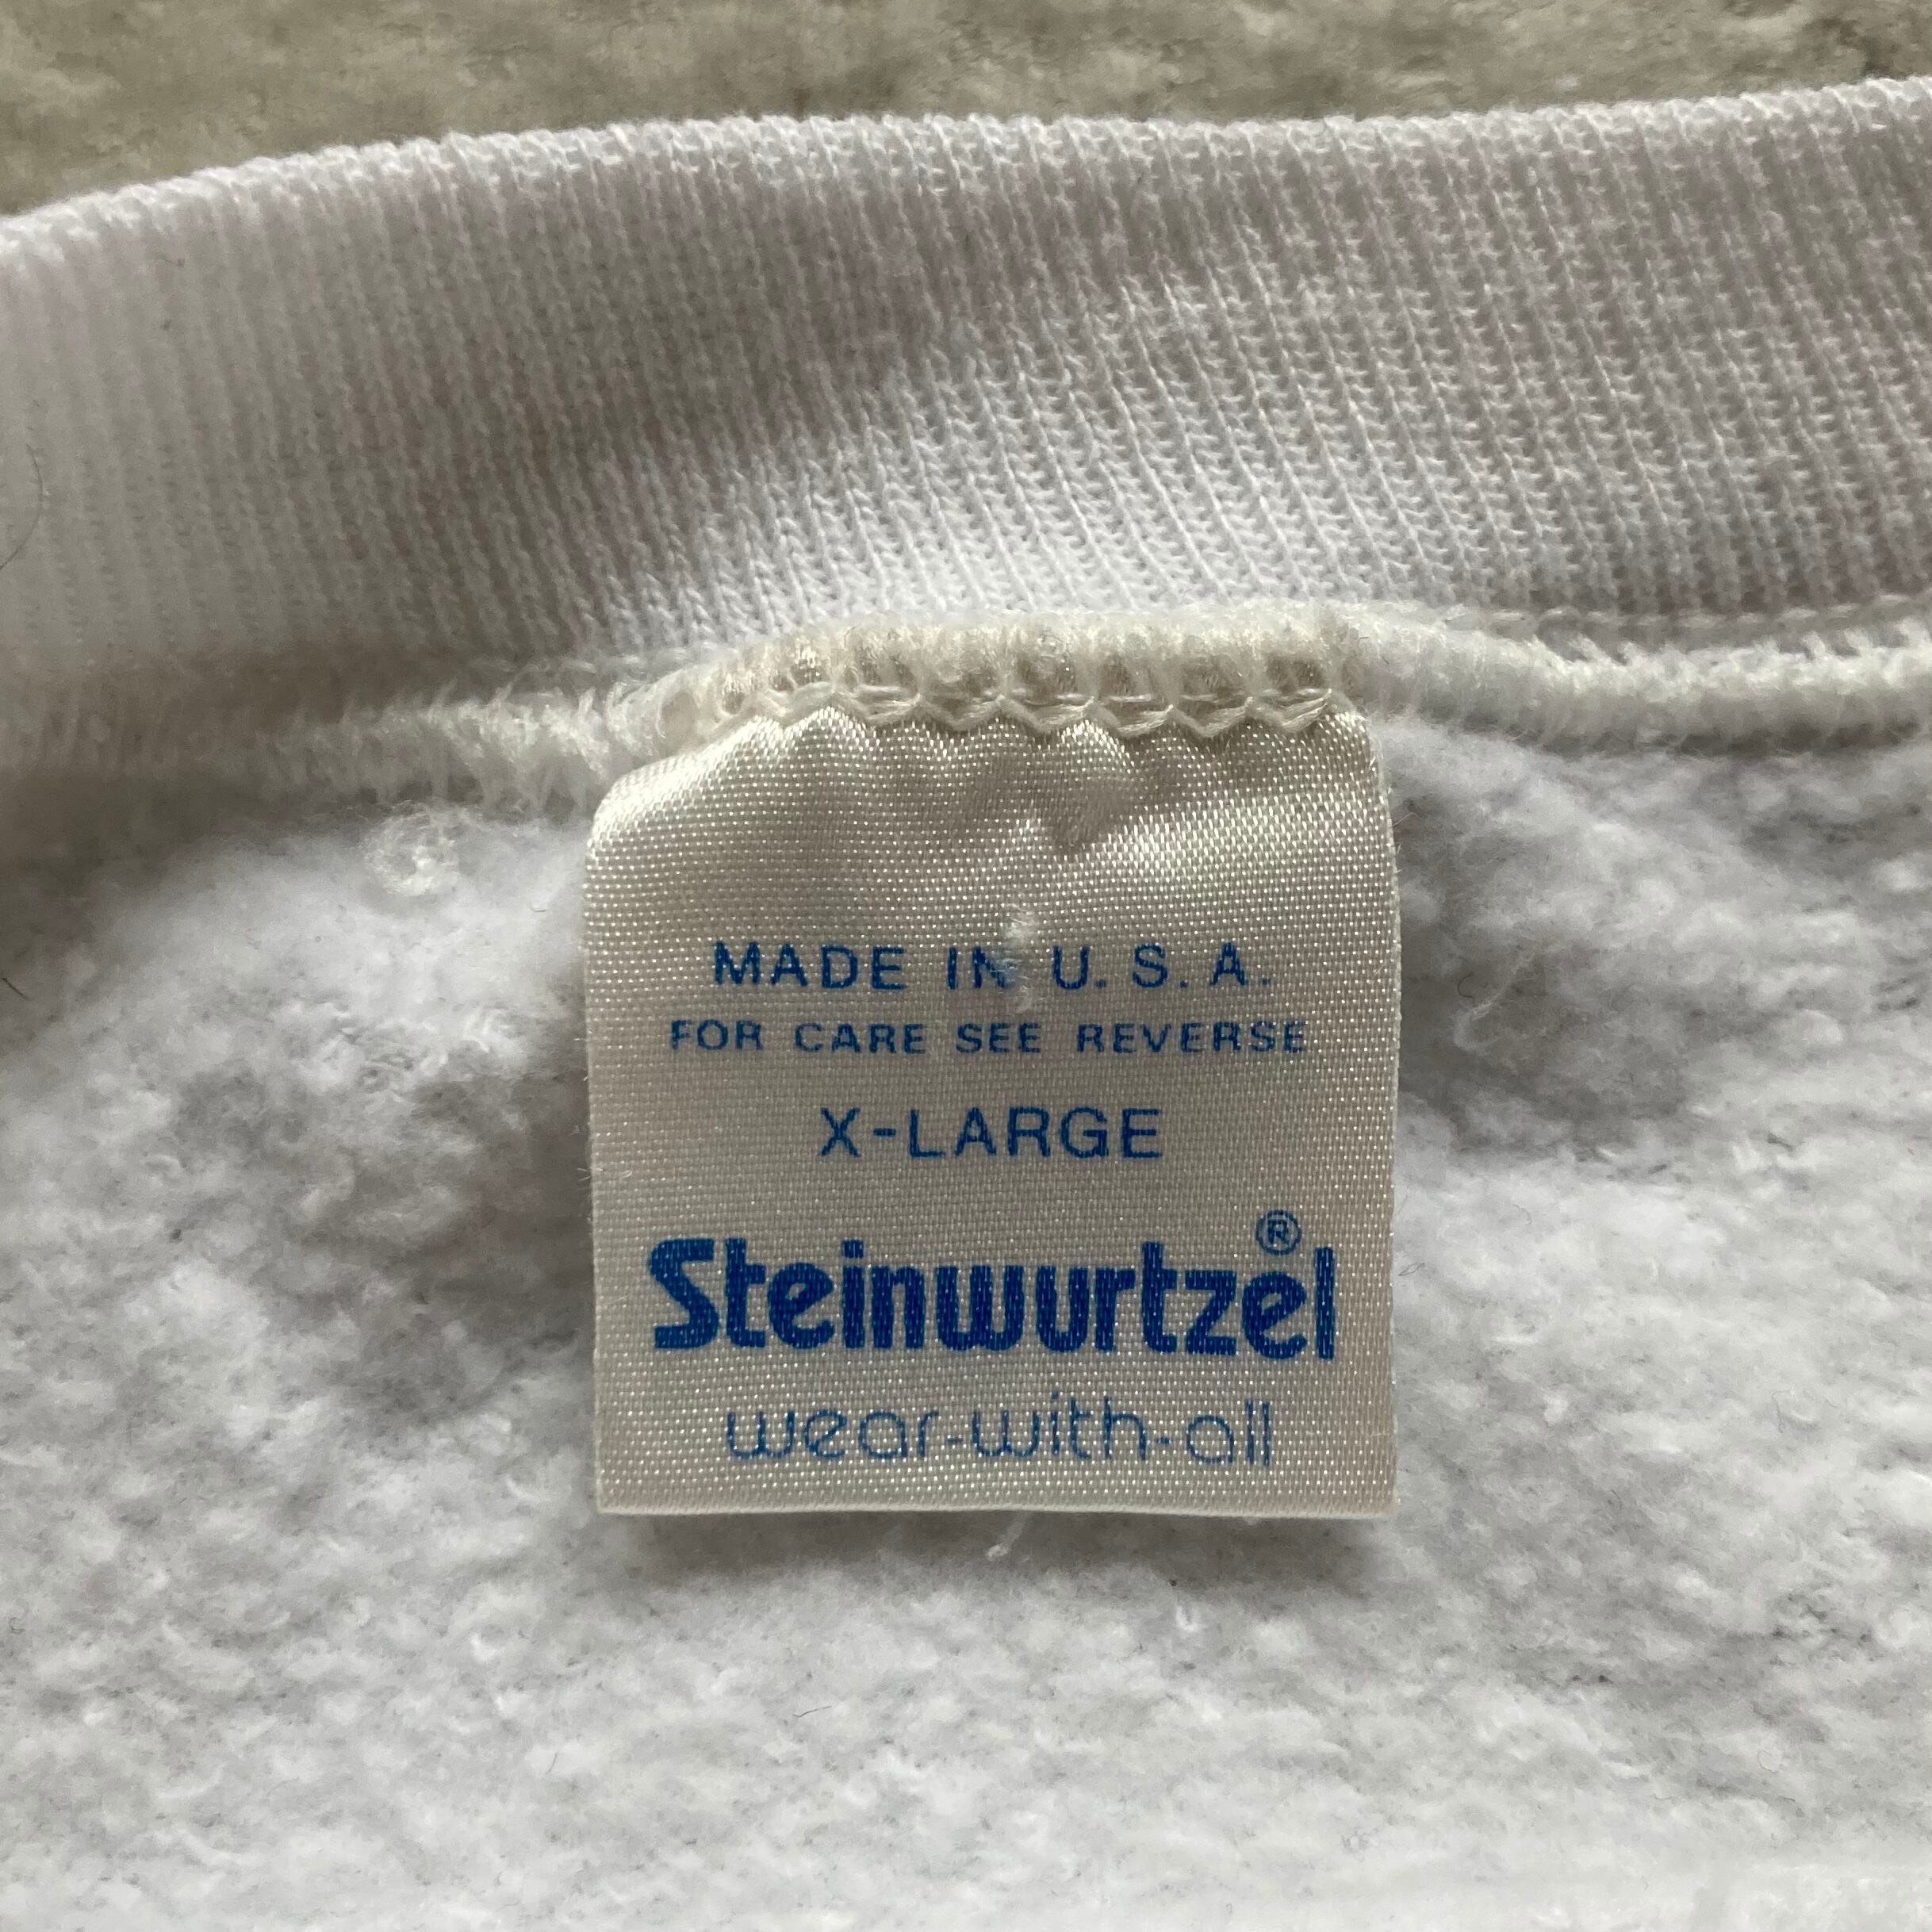 MADE IN U. S. A.
FOR CARE SEE REVERSE
X-LARGE
Steinwurtzel®
wear-with-all